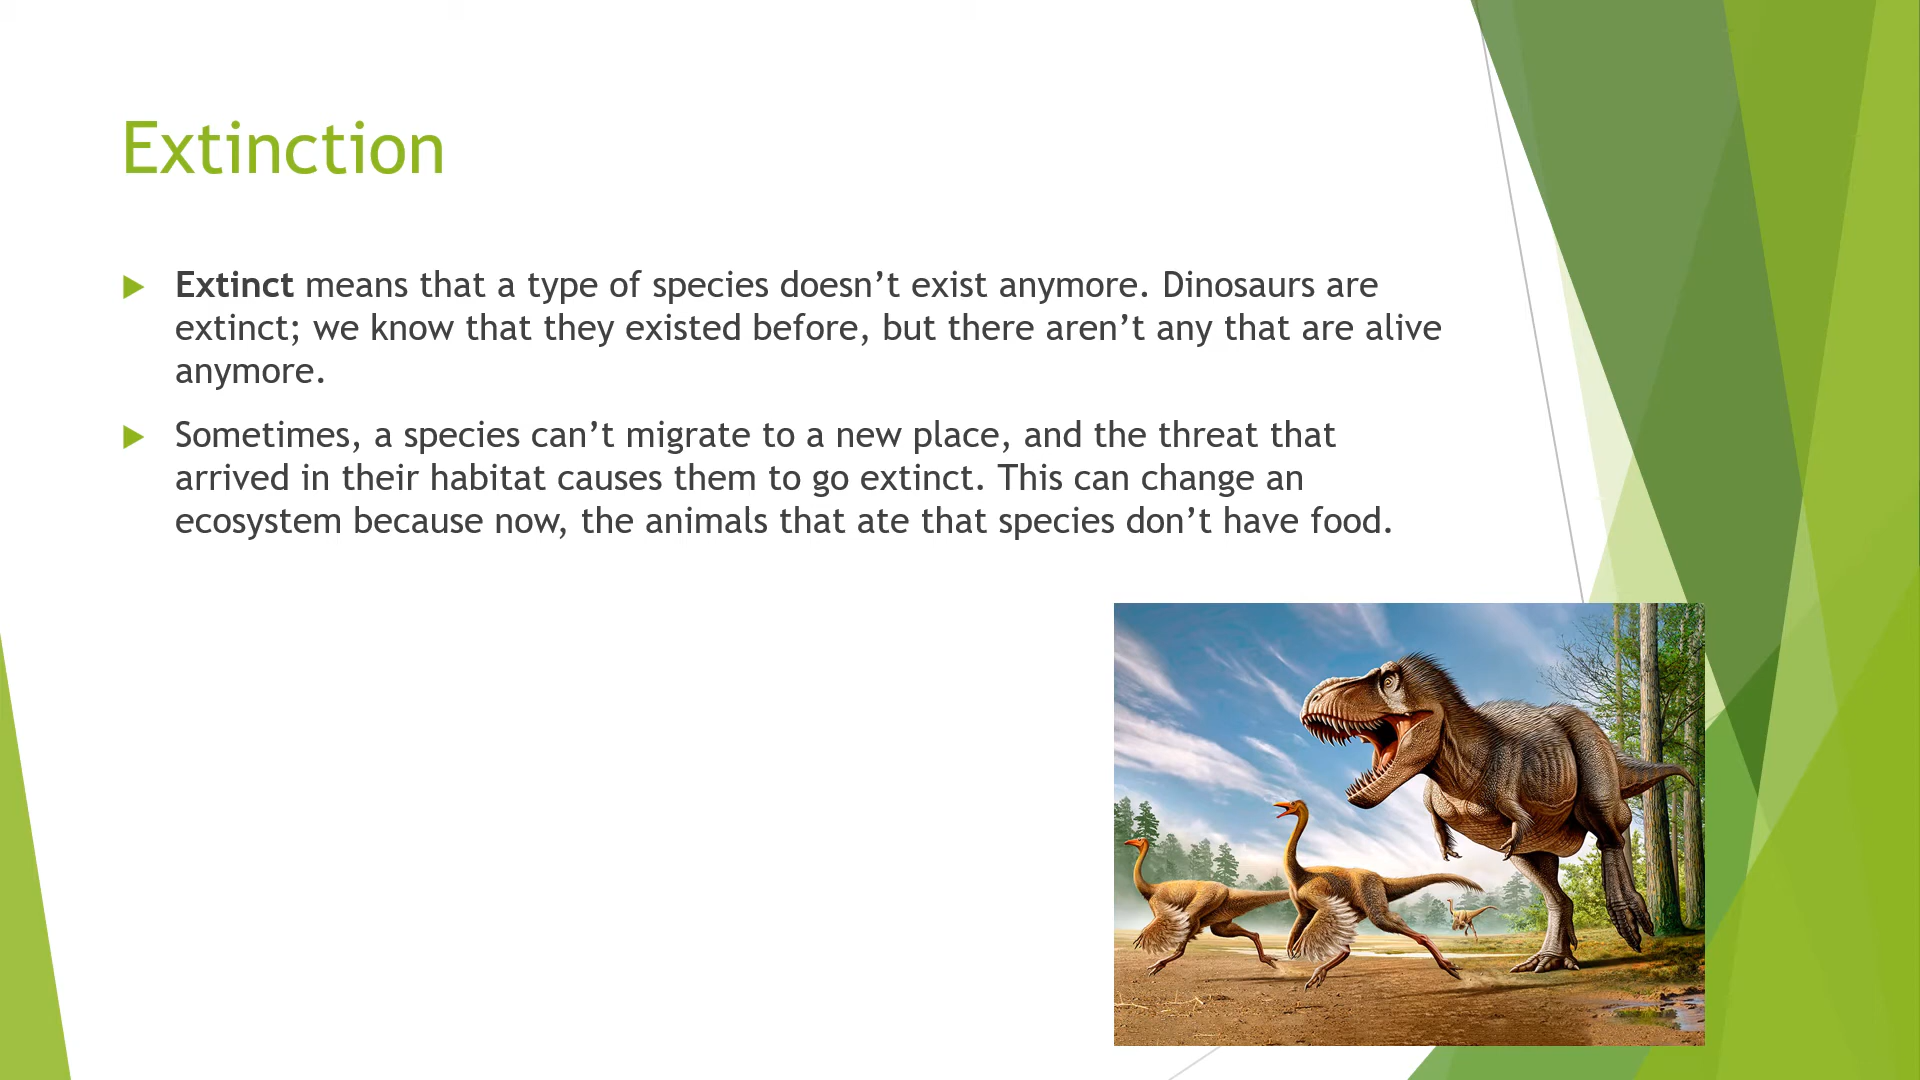 Extinction
Extinct means that a type of species doesn’t exist anymore. Dinosaurs are
extinct; we know that they existed before, but there aren’t any that are alive
anymore.
Sometimes, a species can’t migrate to a new place, and the threat that
arrived in their habitat causes them to go extinct. This can change an
ecosystem because now, the animals that ate that species don’t have food.